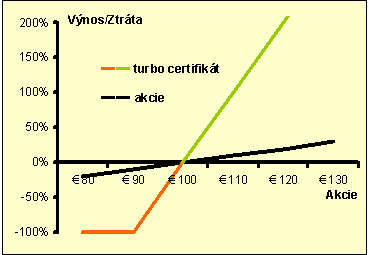 Výnos/Ztráta
200%
150%
100%
50%
0%
-50%
-100%
turbo certifikát
akcie
€80 €90 €100 €110 €120 €130
Akcie